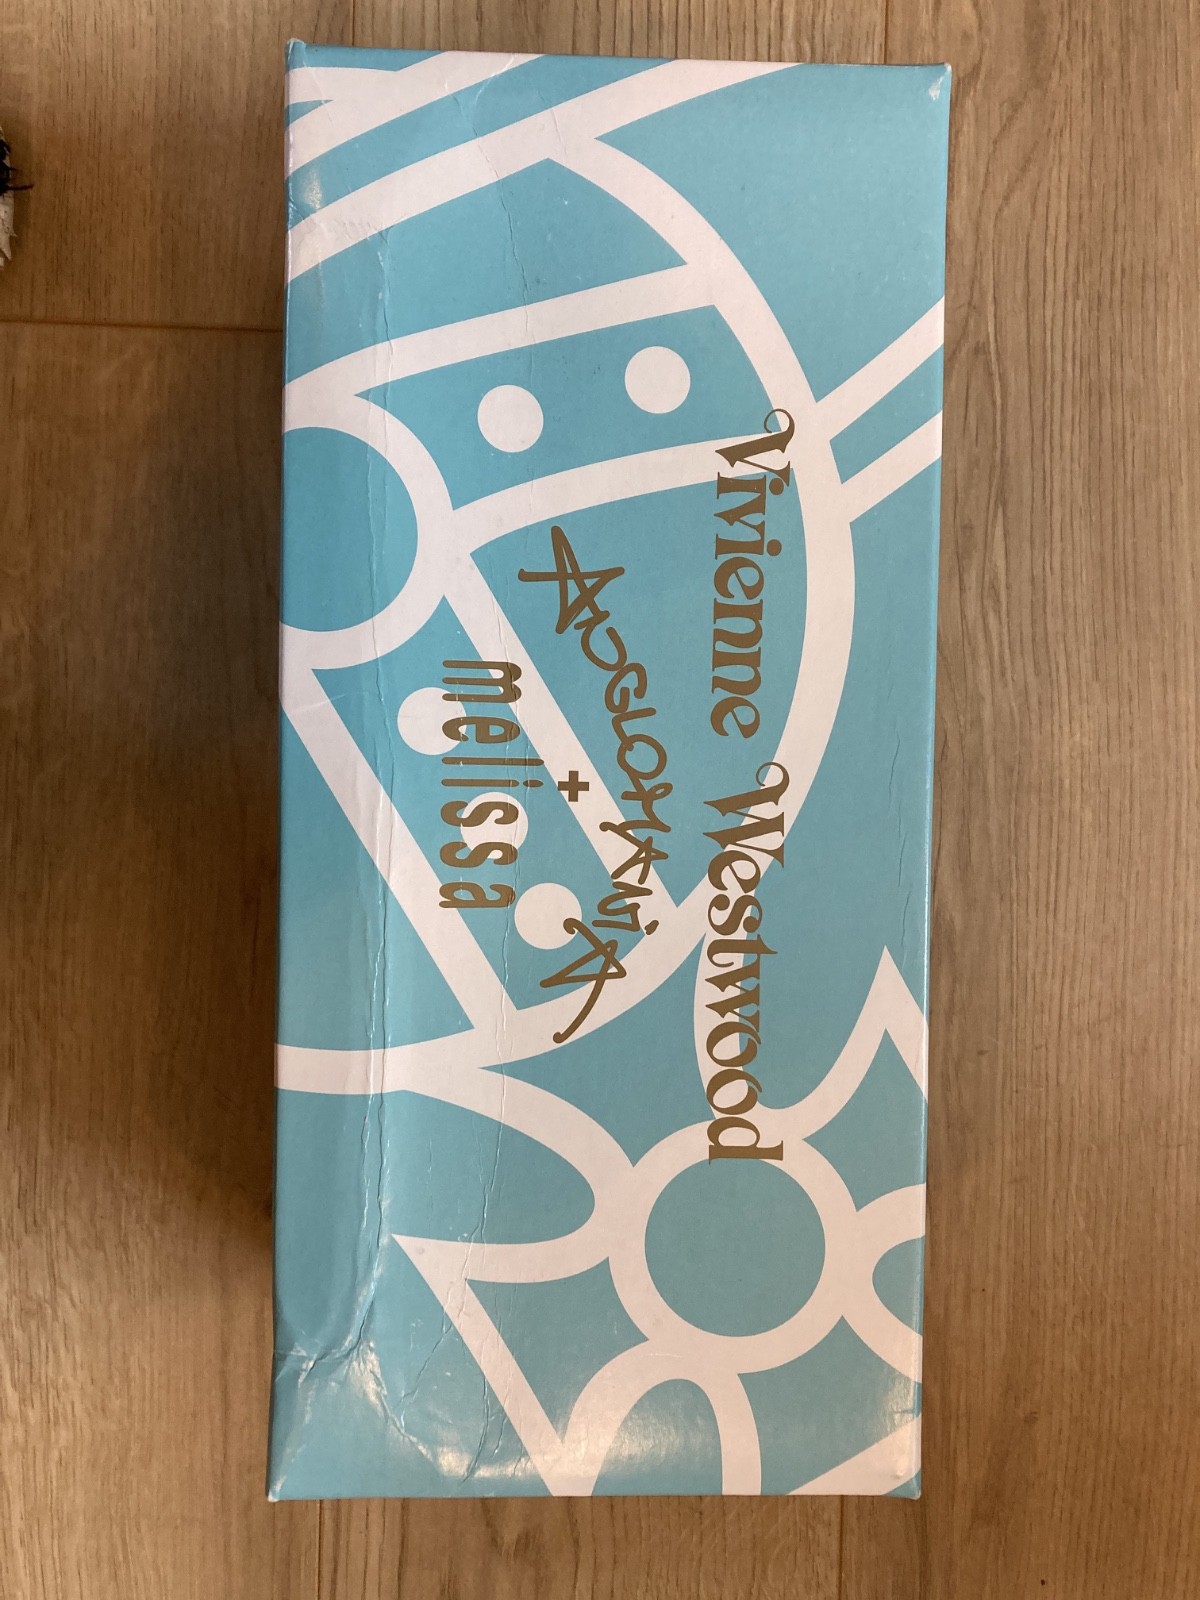 Vivienne Westwood
ANGLOMANIA
+
melissa